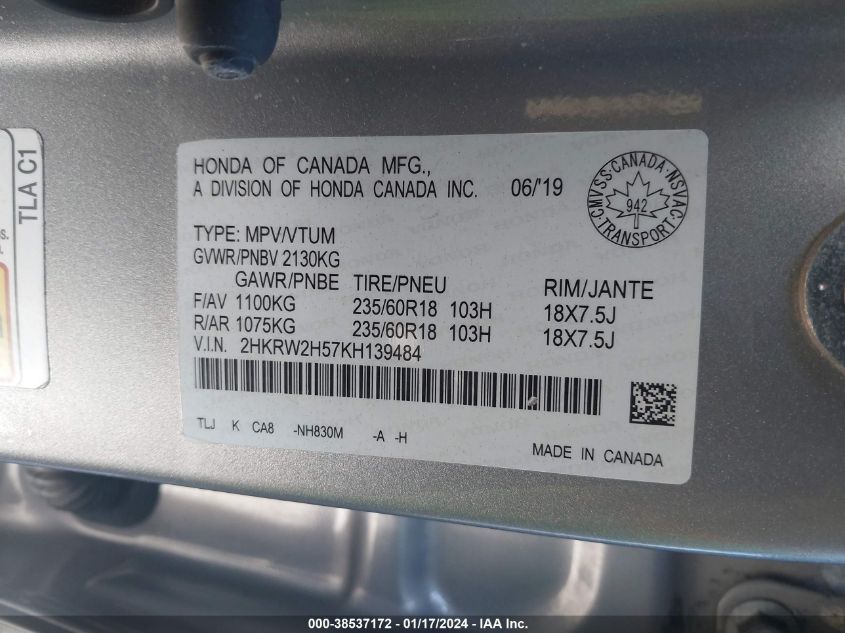 TLA C1
s.
HONDA OF CANADA MFG.,
A DIVISION OF HONDA CANADA INC. 06/'19
CMVSS·CANADA·NSVAC·TRANSPORT·
942
TYPE: MPV/VTUM
GVWR/PNBV 2130KG
GAWR/PNBE TIRE/PNEU RIM/JANTE
F/AV 1100KG 235/60R18 103H 18X7.5J
R/AR 1075KG 235/60R18 103H 18X7.5J
V.I.N. 2HKRW2H57KH139484
TLJ K CA8 -NH830M -A -H
MADE IN CANADA
000-38537172 - 01/17/2024 - IAA Inc.